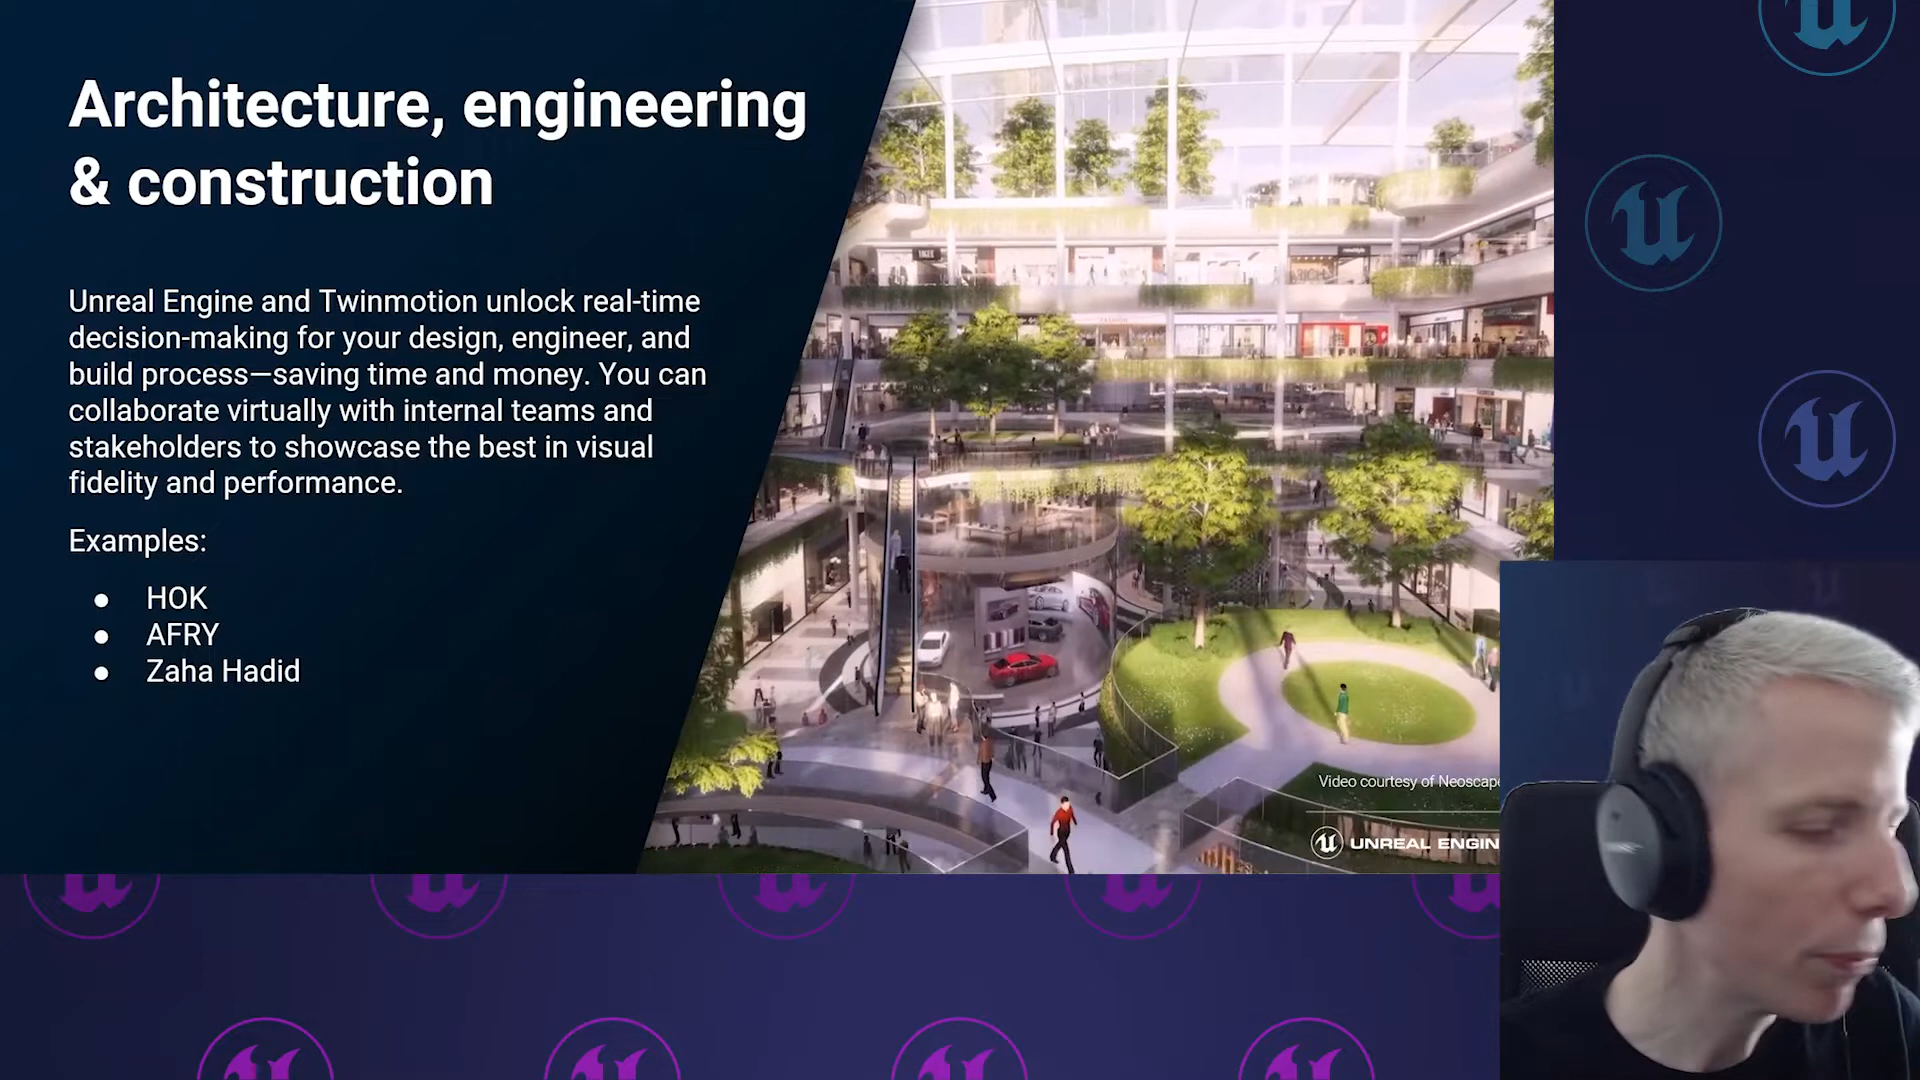 Architecture, engineering
& construction
Unreal Engine and Twinmotion unlock real-time
decision-making for your design, engineer, and
build process—saving time and money. You can
collaborate virtually with internal teams and
stakeholders to showcase the best in visual
fidelity and performance.
Examples:
● HOK
● AFRY
● Zaha Hadid
Video courtesy of Neoscape
UNREAL ENGIN